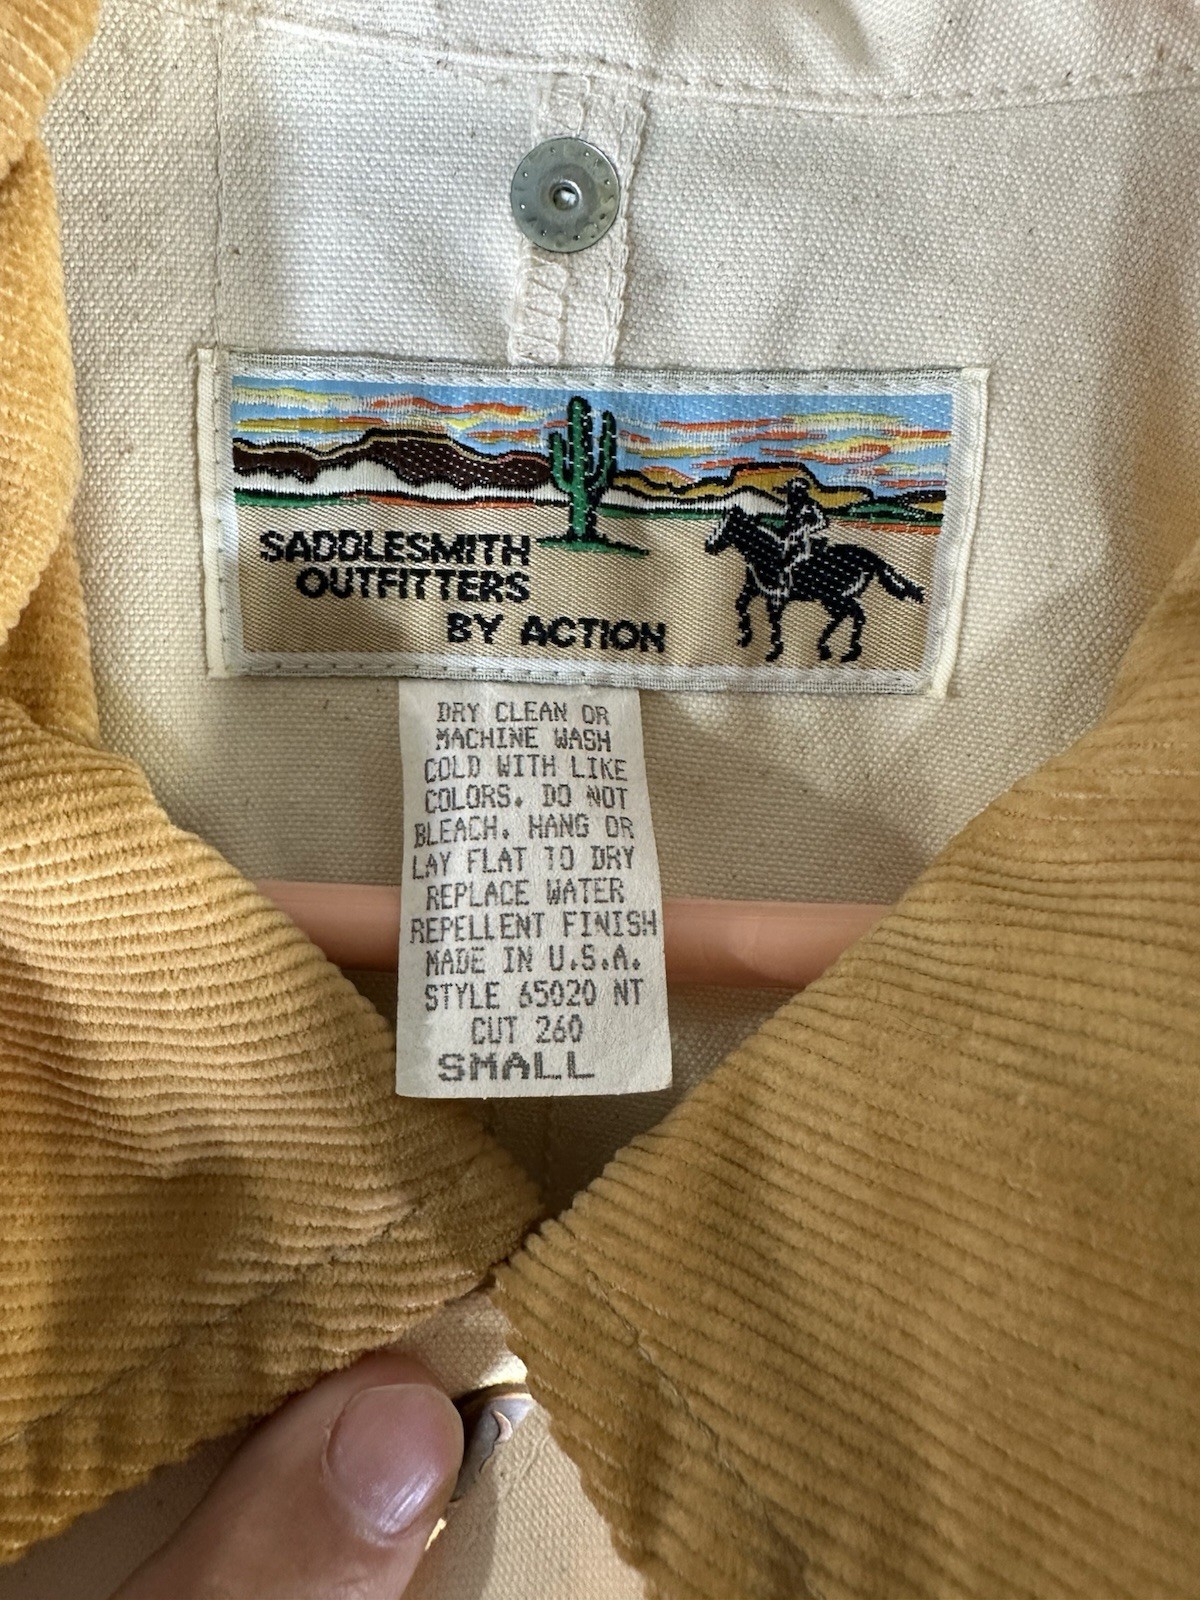 SADDLESMITH
OUTFITTERS
BY ACTION
DRY CLEAN OR
MACHINE WASH
COLD WITH LIKE
COLORS. DO NOT
BLEACH. HANG OR
LAY FLAT TO DRY
REPLACE WATER
REPELLENT FINISH
MADE IN U.S.A.
STYLE 65020 NT
CUT 260
SMALL